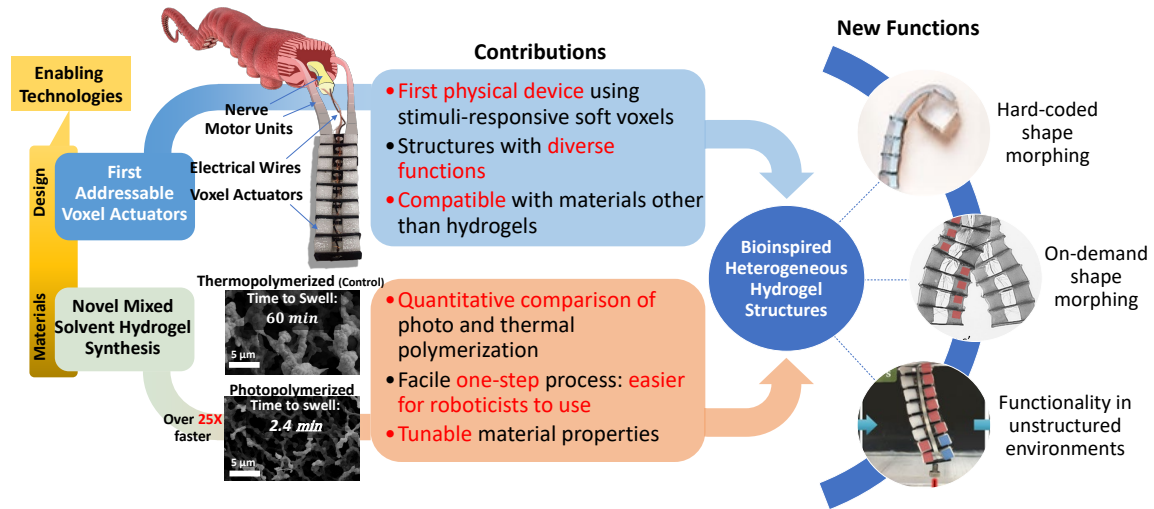 Enabling
Technologies
Design
Materials
First
Addressable
Voxel Actuators
Novel Mixed
Solvent Hydrogel
Synthesis
Nerve
Motor Units
Electrical Wires
Voxel Actuators
Thermopolymerized (Control)
Time to Swell:
60 min
5 μm
Photopolymerized
Time to swell:
2.4 min
5 μm
Over 25X
faster
Contributions
•First physical device using
stimuli-responsive soft voxels
•Structures with diverse
functions
•Compatible with materials other
than hydrogels
•Quantitative comparison of
photo and thermal
polymerization
•Facile one-step process: easier
for roboticists to use
•Tunable material properties
Bioinspired
Heterogeneous
Hydrogel
Structures
New Functions
Hard-coded
shape
morphing
On-demand
shape
morphing
Functionality in
unstructured
environments